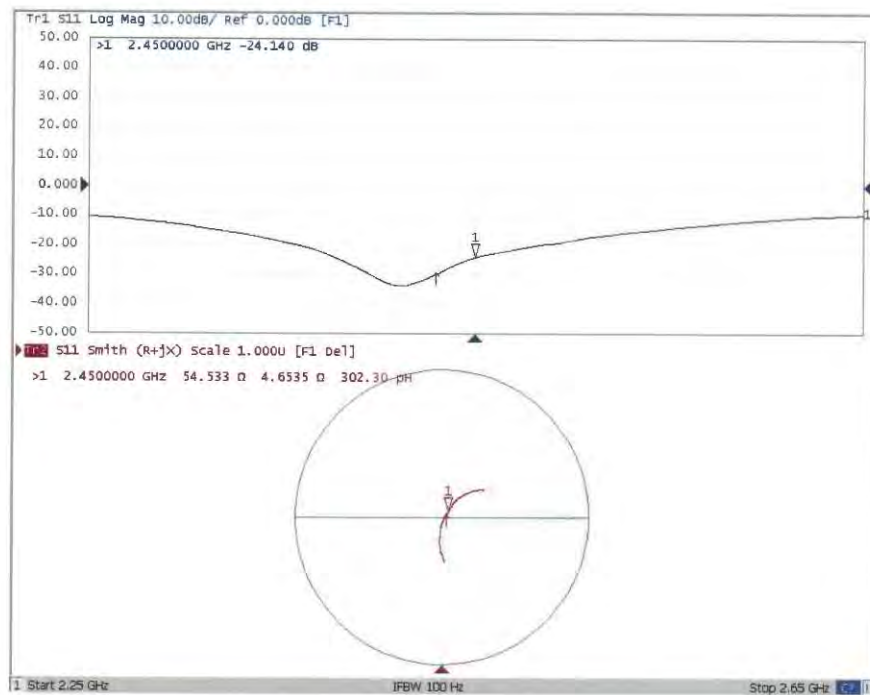 Tr1 S11 Log Mag 10.00dB/ Ref 0.000dB [F1]
50.00
>1 2.4500000 GHz -24.140 dB
40.00
30.00
20.00
10.00
0.000
-10.00
1
1
-20.00
-30.00
-40.00
-50.00
Tr2 S11 Smith (R+jX) Scale 1.000U [F1 Del]
>1 2.4500000 GHz 54.533 Ω 4.6535 Ω 302.30 pH
1
1 Start 2.25 GHz IFBW 100 Hz Stop 2.65 GHz